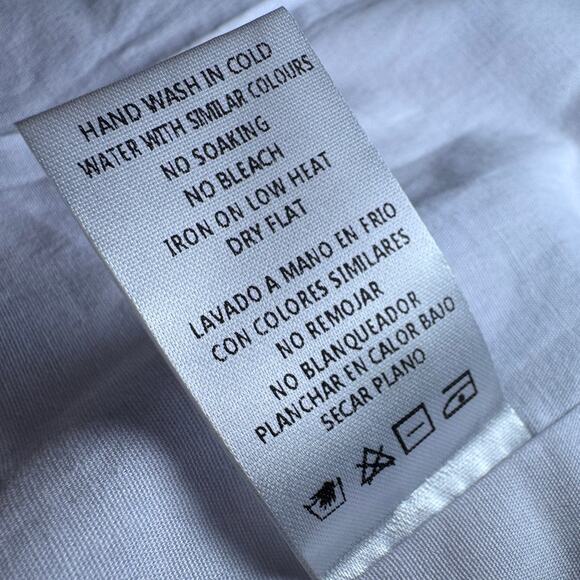 HAND WASH IN COLD
WATER WITH SIMILAR COLOURS
NO SOAKING
NO BLEACH
IRON ON LOW HEAT
DRY FLAT
LAVADO A MANO EN FRIO
CON COLORES SIMILARES
NO REMOJAR
NO BLANQUEADOR
PLANCHAR EN CALOR BAJO
SECAR PLANO